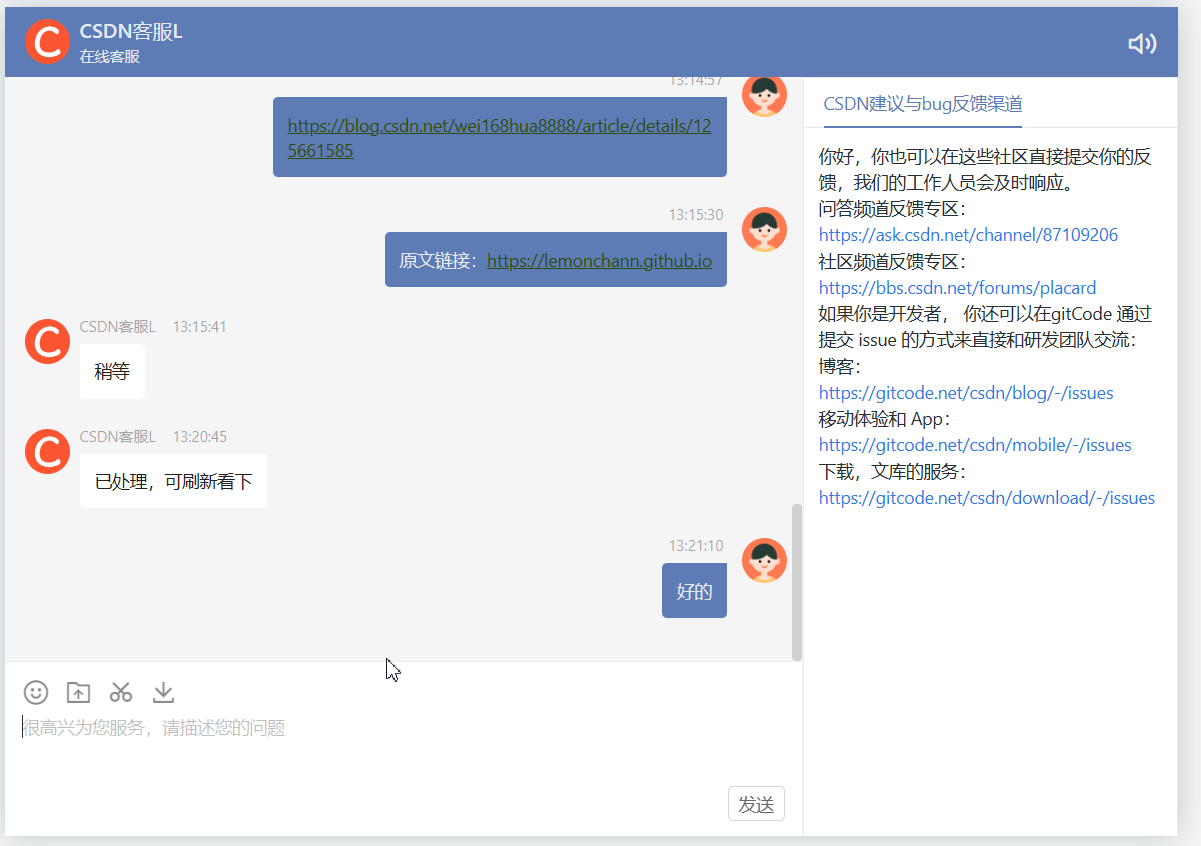 CSDN客服L
在线客服
13:14:57
https://blog.csdn.net/wei168hua8888/article/details/12
5661585
13:15:30
原文链接：https://lemonchann.github.io
CSDN客服L 13:15:41
稍等
CSDN客服L 13:20:45
已处理，可刷新看下
13:21:10
好的
很高兴为您服务，请描述您的问题
发送
CSDN建议与bug反馈渠道
你好，你也可以在这些社区直接提交你的反
馈，我们的工作人员会及时响应。
问答频道反馈专区：
https://ask.csdn.net/channel/87109206
社区频道反馈专区：
https://bbs.csdn.net/forums/placard
如果你是开发者， 你还可以在gitCode 通过
提交 issue 的方式来直接和研发团队交流：
博客：
https://gitcode.net/csdn/blog/-/issues
移动体验和 App：
https://gitcode.net/csdn/mobile/-/issues
下载，文库的服务：
https://gitcode.net/csdn/download/-/issues